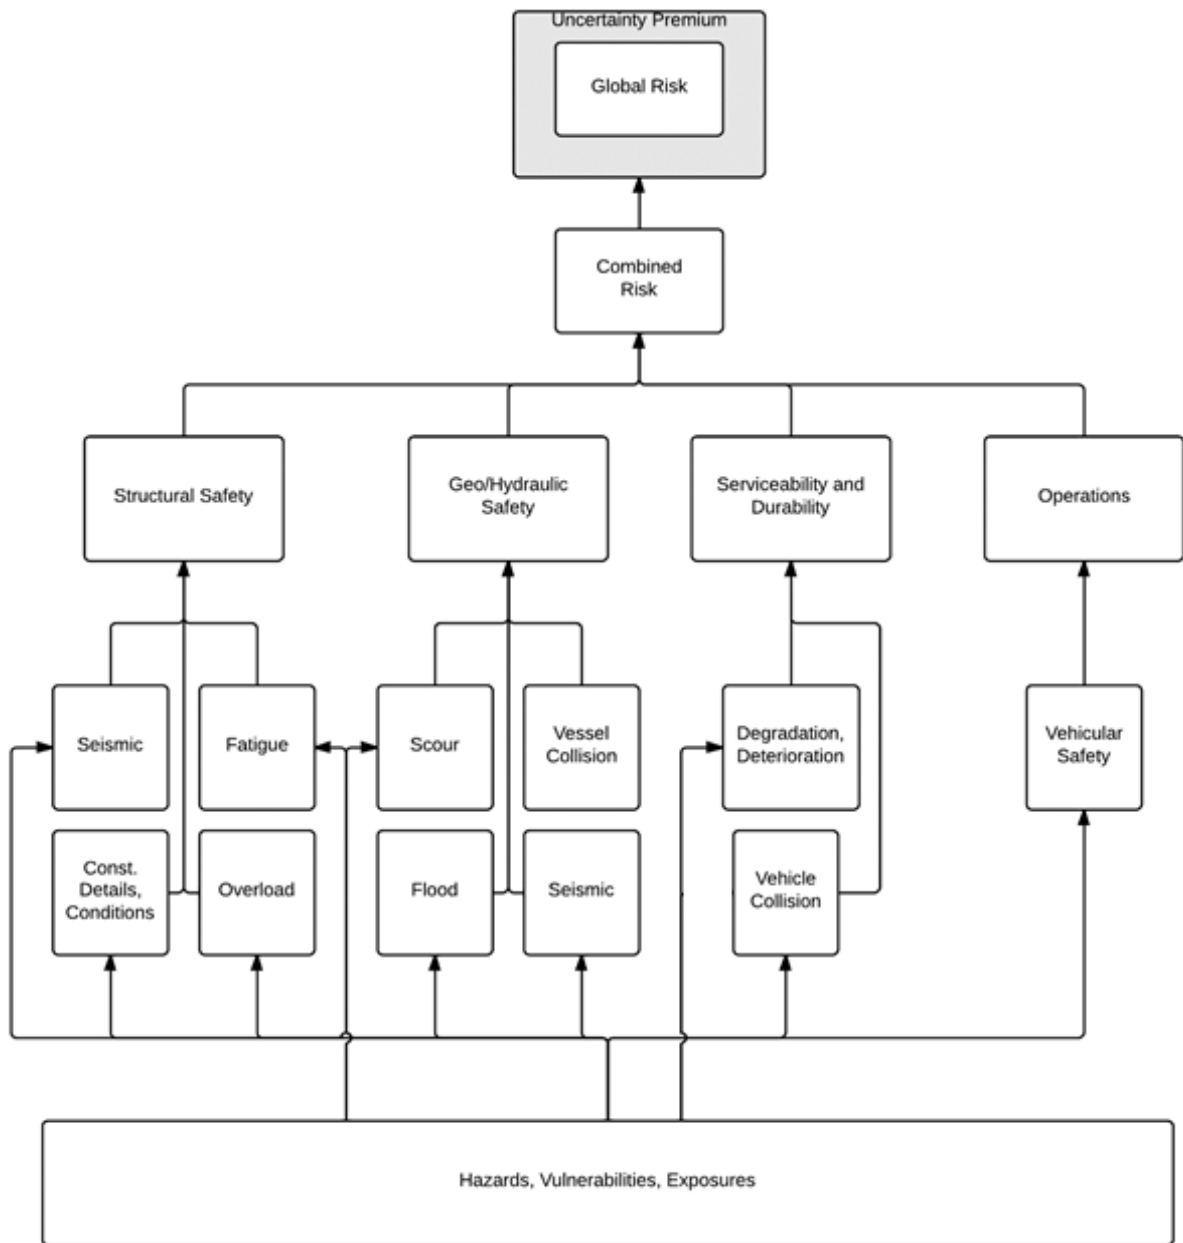 Uncertainty Premium
Global Risk
Combined
Risk
Structural Safety
Geo/Hydraulic
Safety
Serviceability and
Durability
Operations
Seismic
Fatigue
Scour
Vessel
Collision
Degradation,
Deterioration
Vehicular
Safety
Const.
Details,
Conditions
Overload
Flood
Seismic
Vehicle
Collision
Hazards, Vulnerabilities, Exposures